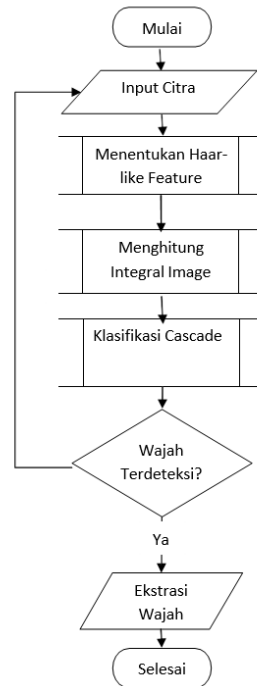 Mulai
Input Citra
Menentukan Haar-
like Feature
Menghitung
Integral Image
Klasifikasi Cascade
Wajah
Terdeteksi?
Ya
Ekstrasi
Wajah
Selesai